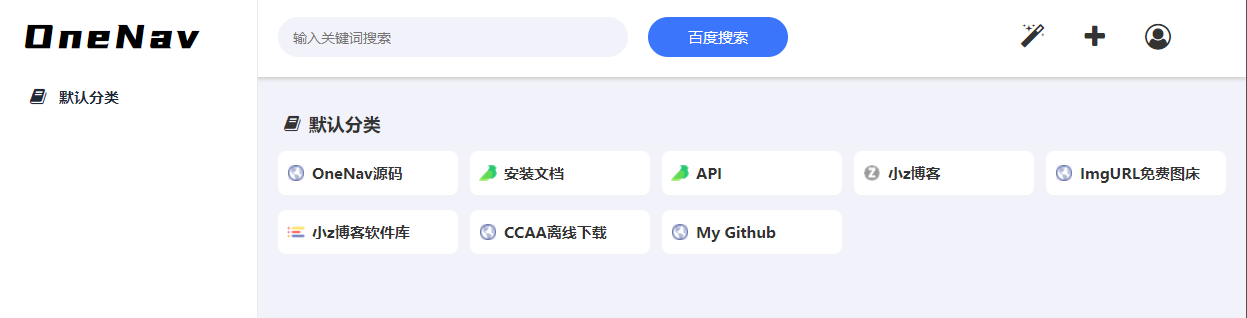 OneNav
输入关键词搜索
百度搜索
默认分类
默认分类
OneNav源码
安装文档
API
小z博客
ImgURL免费图床
小z博客软件库
CCAA离线下载
My Github